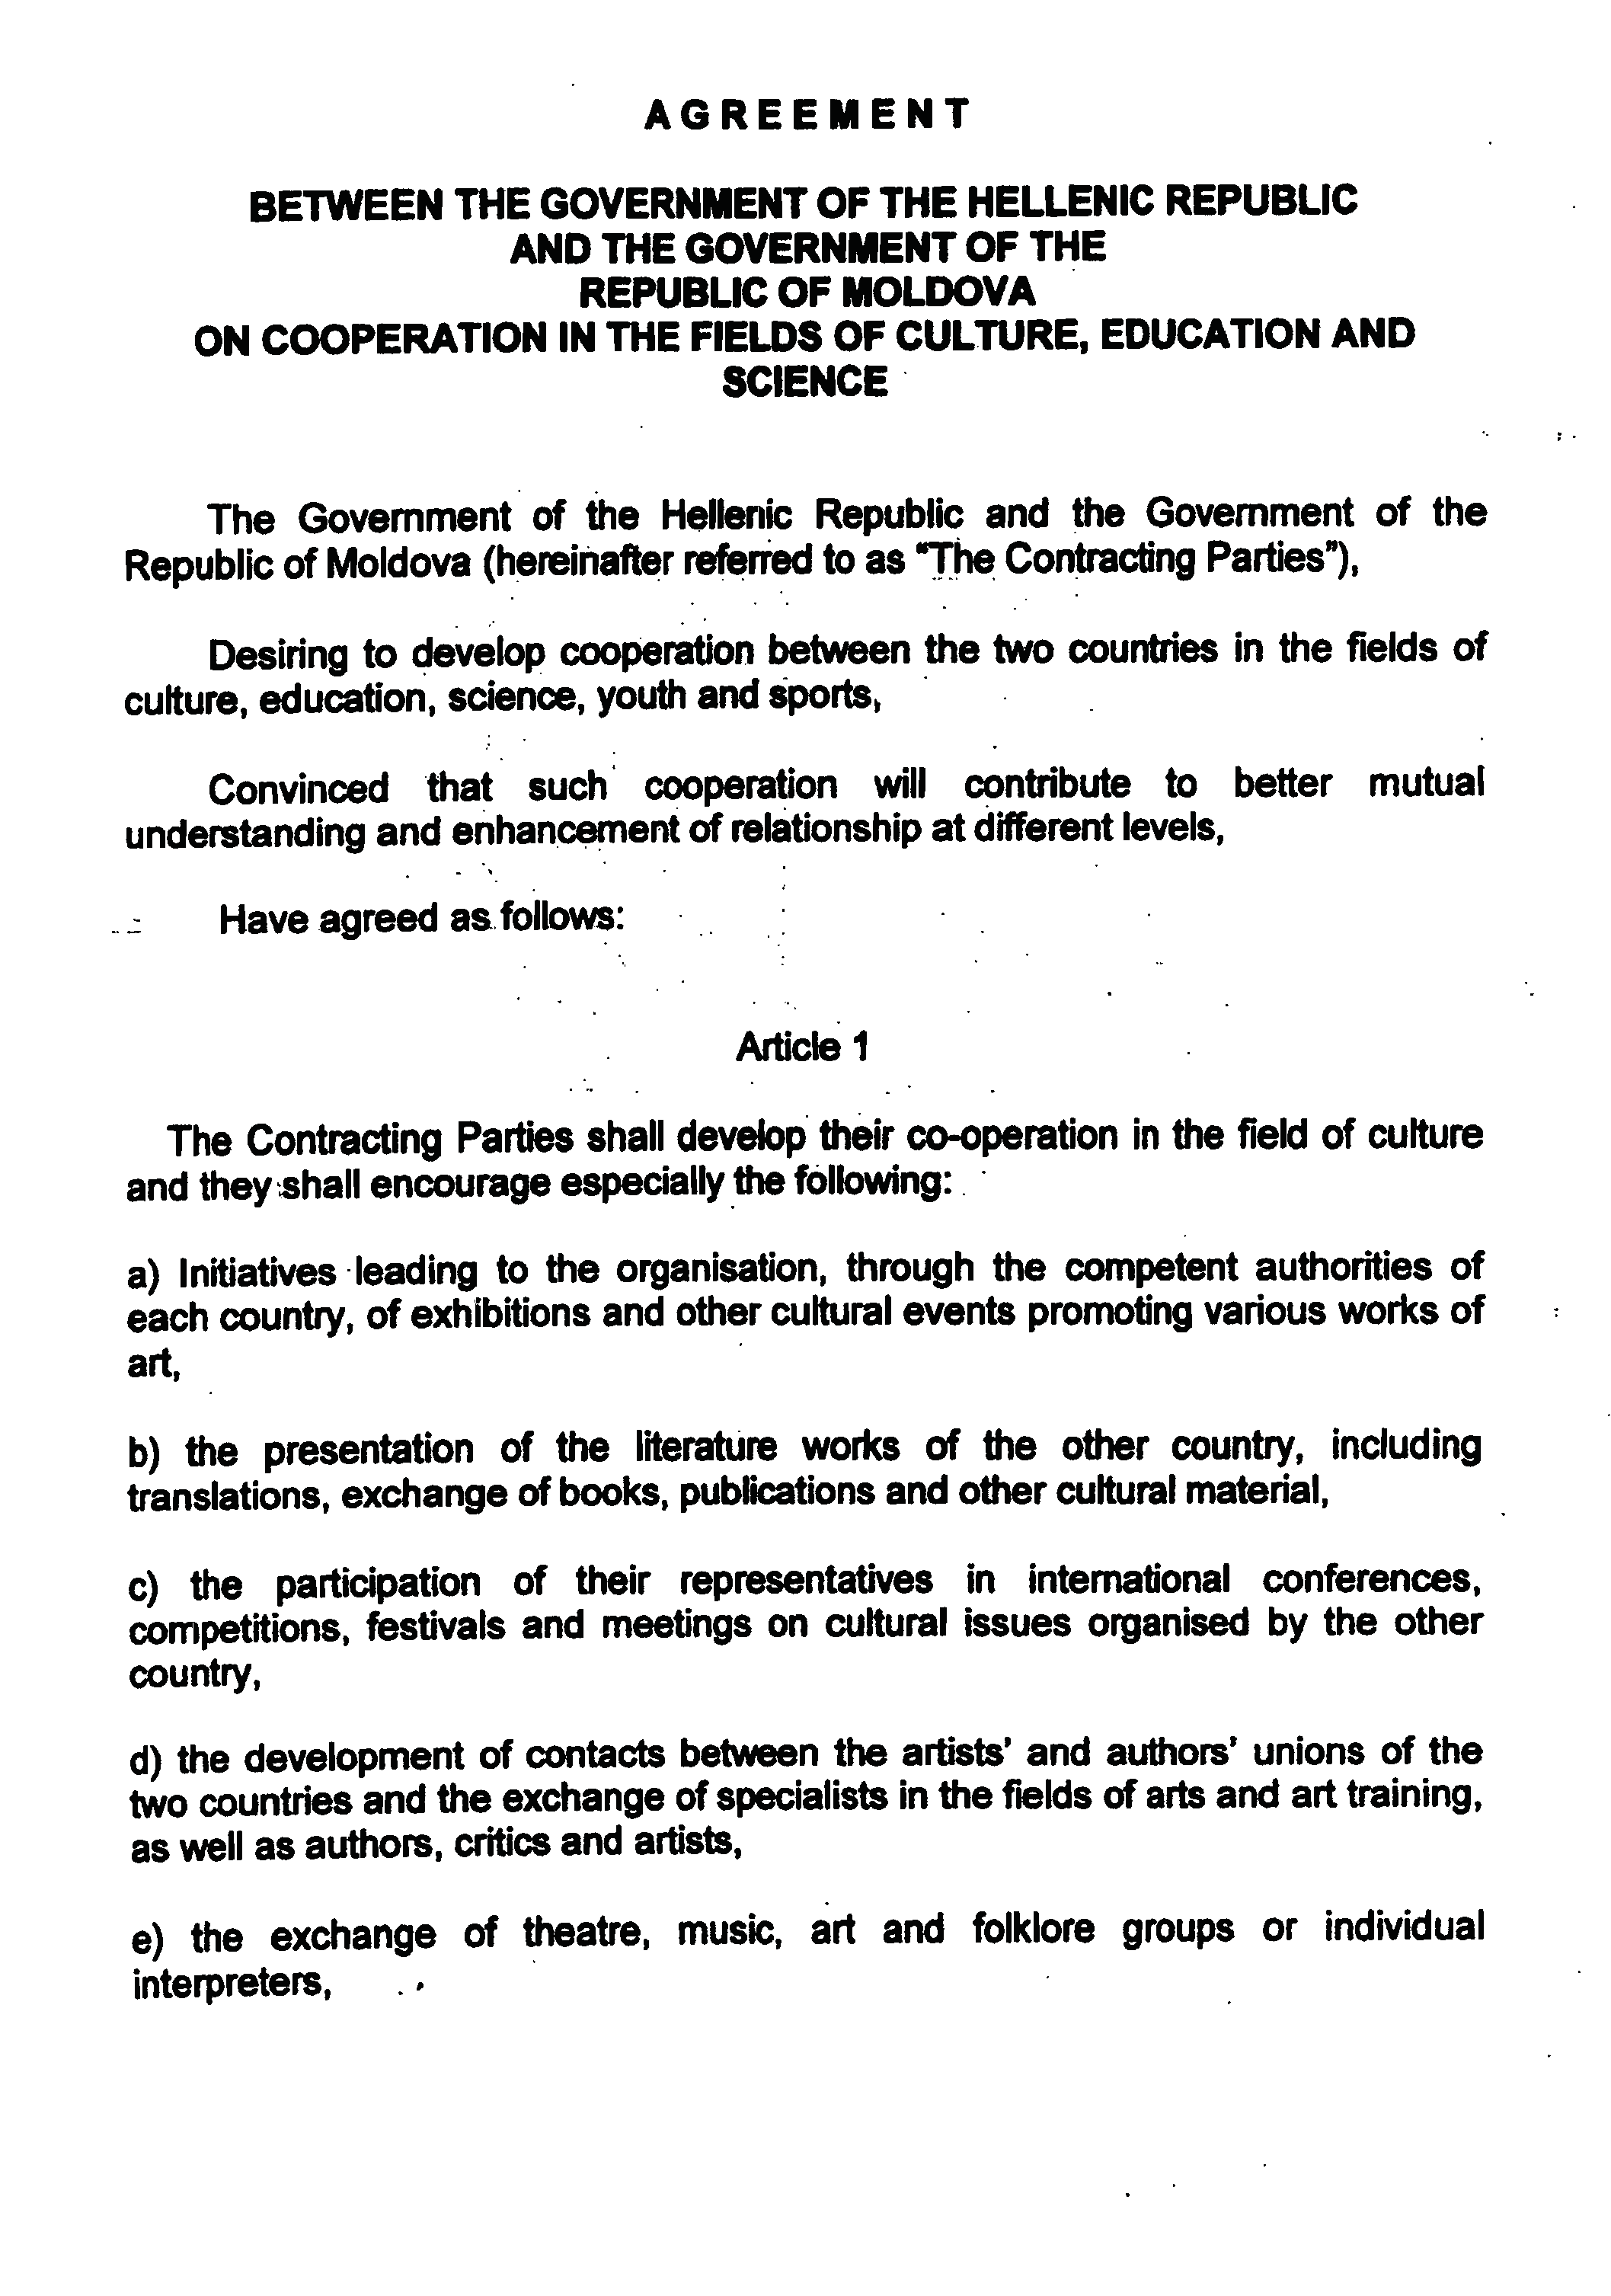 AGREEMENT
BETWEEN THE GOVERNMENT OF THE HELLENIC REPUBLIC
AND THE GOVERNMENT OF THE
REPUBLIC OF MOLDOVA
ON COOPERATION IN THE FIELDS OF CULTURE, EDUCATION AND
SCIENCE
The Government of the Hellenic Republic and the Government of the
Republic of Moldova (hereinafter referred to as "The Contracting Parties"),
Desiring to develop cooperation between the two countries in the fields of
culture, education, science, youth and sports,
Convinced that such cooperation will contribute to better mutual
understanding and enhancement of relationship at different levels,
Have agreed as follows:
Article 1
The Contracting Parties shall develop their co-operation in the field of culture
and they shall encourage especially the following:
a) Initiatives leading to the organisation, through the competent authorities of
each country, of exhibitions and other cultural events promoting various works of
art,
b) the presentation of the literature works of the other country, including
translations, exchange of books, publications and other cultural material,
c) the participation of their representatives in international conferences,
competitions, festivals and meetings on cultural issues organised by the other
country,
d) the development of contacts between the artists' and authors' unions of the
two countries and the exchange of specialists in the fields of arts and art training,
as well as authors, critics and artists,
e) the exchange of theatre, music, art and folklore groups or individual
interpreters,